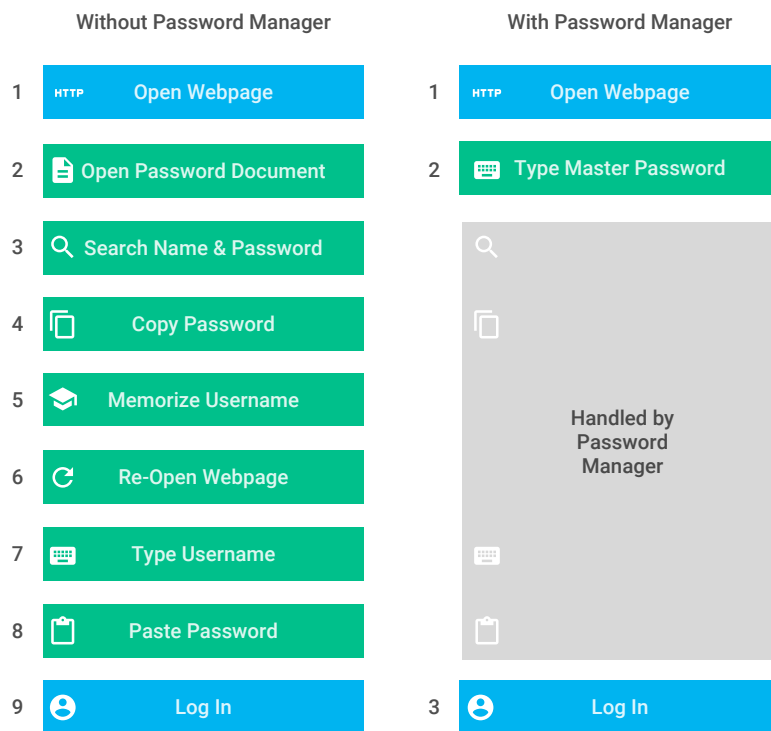 Without Password Manager
With Password Manager
1 HTTP Open Webpage
1 HTTP Open Webpage
2 Open Password Document
2 Type Master Password
3 Search Name & Password
4 Copy Password
5 Memorize Username
Handled by
Password
Manager
6 Re-Open Webpage
7 Type Username
8 Paste Password
9 Log In
3 Log In